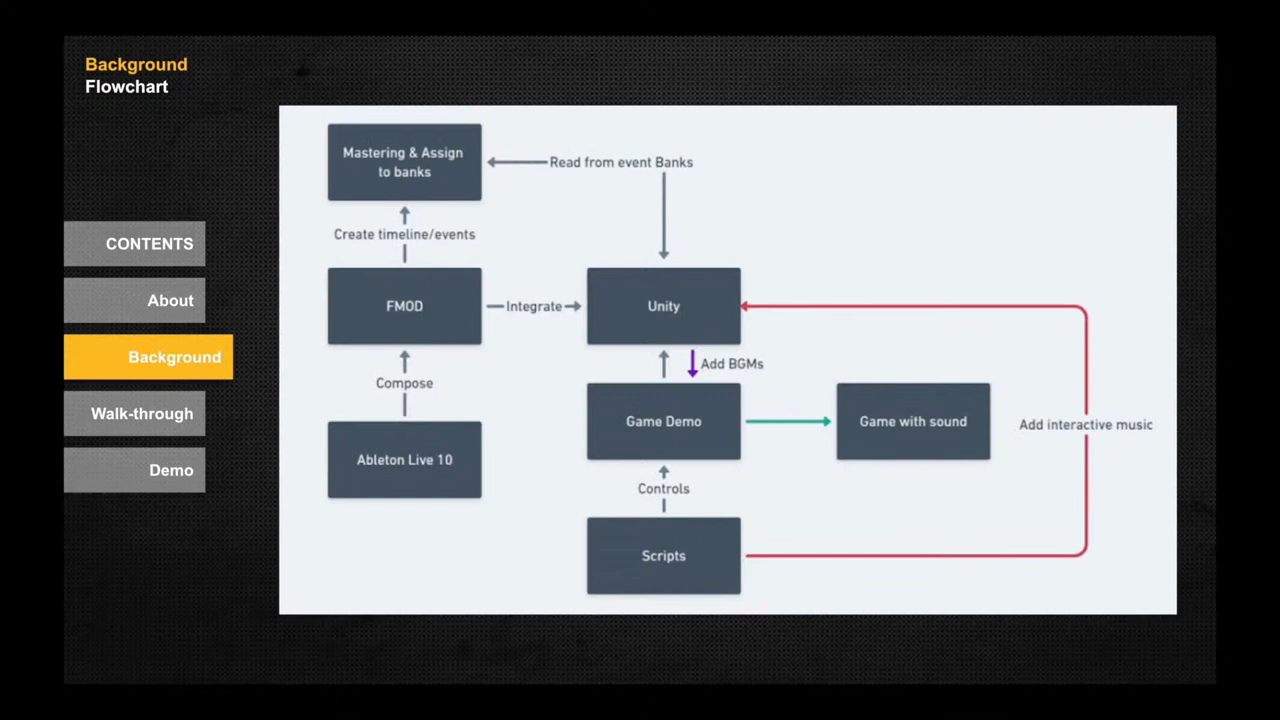 Background
Flowchart
CONTENTS
About
Background
Walk-through
Demo
Mastering & Assign
to banks
Read from event Banks
Create timeline/events
FMOD
Integrate
Unity
Compose
Add BGMs
Ableton Live 10
Game Demo
Game with sound
Add interactive music
Controls
Scripts